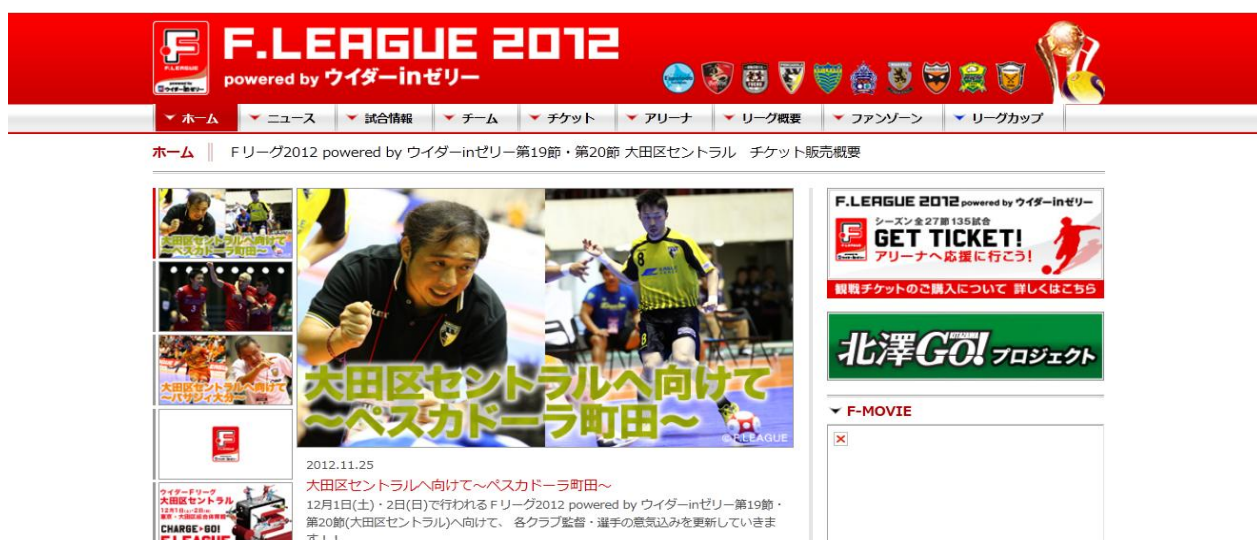 F.LEAGUE 2012
powered by ウイダーinゼリー
ホーム
ニュース
試合情報
チーム
チケット
アリーナ
リーグ概要
ファンゾーン
リーグカップ
ホーム
Fリーグ2012 powered by ウイダーinゼリー第19節・第20節 大田区セントラル チケット販売概要
大田区セントラルへ向けて
～ペスカドーラ町田～
大田区セントラルへ向けて
～バサジィ大分～
ウイダーFリーグ
大田区セントラル
CHARGE▸GO!
F.LEAGUE
大田区セントラルへ向けて
～ペスカドーラ町田～
© F.LEAGUE
2012.11.25
大田区セントラルへ向けて～ペスカドーラ町田～
12月1日(土)・2日(日)で行われるFリーグ2012 powered by ウイダーinゼリー第19節・
第20節(大田区セントラル)へ向けて、 各クラブ監督・選手の意気込みを更新していきま
す！！
F.LEAGUE 2012 powered by ウイダーinゼリー
シーズン全27節135試合
GET TICKET!
アリーナへ応援に行こう!
観戦チケットのご購入について 詳しくはこちら
北澤GO! プロジェクト
KITAZAWA
F-MOVIE